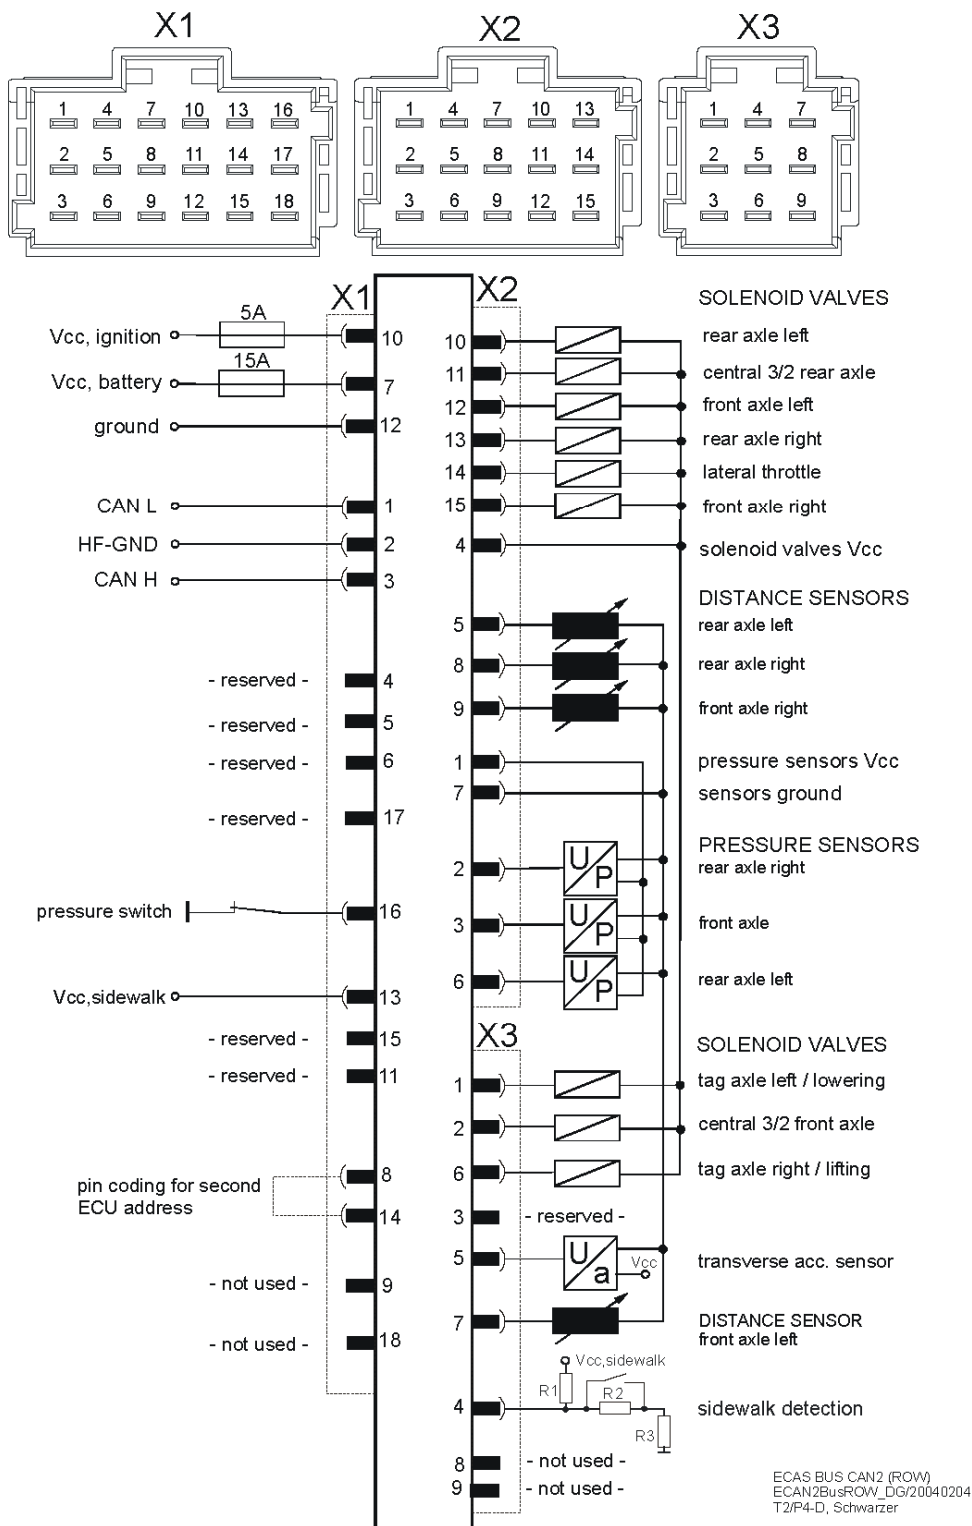 X1
X2
X3
1 4 7 10 13 16
2 5 8 11 14 17
3 6 9 12 15 18
1 4 7 10 13
2 5 8 11 14
3 6 9 12 15
1 4 7
2 5 8
3 6 9
X1
Vcc, ignition 5A 10
Vcc, battery 15A 7
ground 12
CAN L 1
HF-GND 2
CAN H 3
- reserved - 4
- reserved - 5
- reserved - 6
- reserved - 17
pressure switch 16
Vcc,sidewalk 13
- reserved - 15
- reserved - 11
pin coding for second
ECU address
8
14
- not used - 9
- not used - 18
X2
SOLENOID VALVES
10 rear axle left
11 central 3/2 rear axle
12 front axle left
13 rear axle right
14 lateral throttle
15 front axle right
4 solenoid valves Vcc
DISTANCE SENSORS
5 rear axle left
8 rear axle right
9 front axle right
1 pressure sensors Vcc
7 sensors ground
PRESSURE SENSORS
2 U P rear axle right
3 U P front axle
6 U P rear axle left
X3
SOLENOID VALVES
1 tag axle left / lowering
2 central 3/2 front axle
6 tag axle right / lifting
3 - reserved -
5 U a Vcc transverse acc. sensor
7 DISTANCE SENSOR
front axle left
Vcc,sidewalk
4 R1 R2 R3 sidewalk detection
8 - not used -
9 - not used -
ECAS BUS CAN2 (ROW)
ECAN2BusROW_DG/20040204
T2/P4-D, Schwarzer